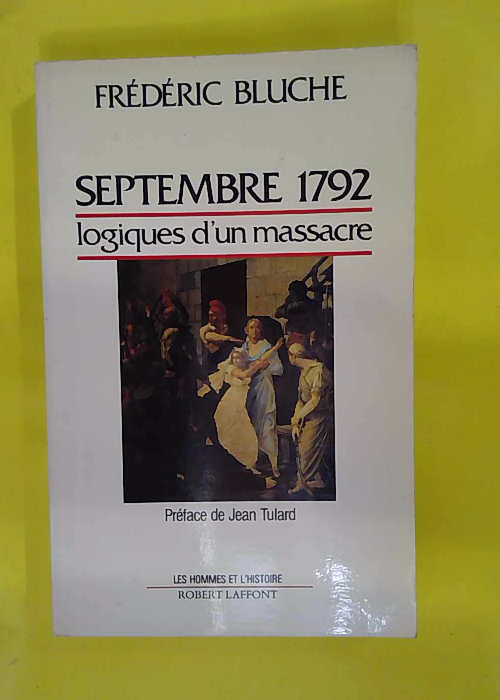 FRÉDÉRIC BLUCHE
SEPTEMBRE 1792
logiques d'un massacre
Préface de Jean Tulard
LES HOMMES ET L'HISTOIRE
ROBERT LAFFONT